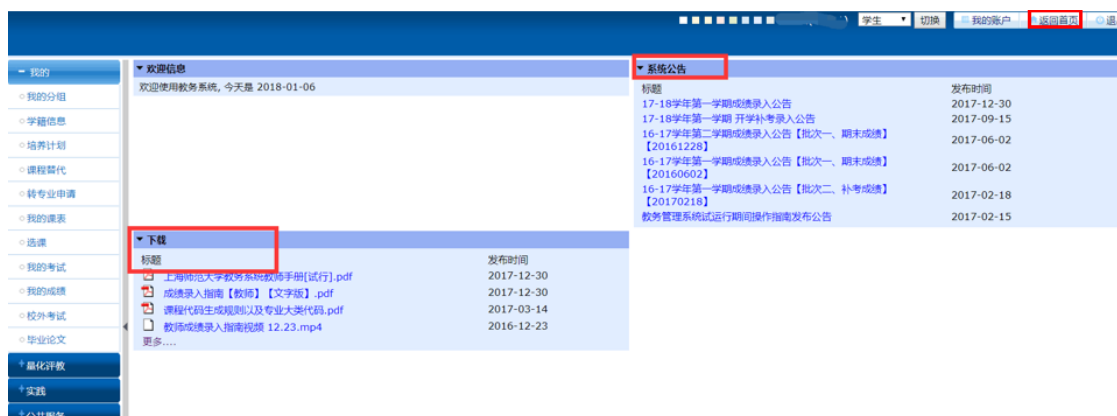 学生 切换 我的账户 返回首页
我的
我的分组
学籍信息
培养计划
课程替代
转专业申请
我的课表
选课
我的考试
我的成绩
校外考试
毕业论文
量化评教
实践
公共服务
欢迎信息
欢迎使用教务系统, 今天是 2018-01-06
下载
标题 发布时间
上海师范大学教务系统教师手册[试行].pdf 2017-12-30
成绩录入指南【教师】【文字版】.pdf 2017-12-30
课程代码生成规则以及专业大类代码.pdf 2017-03-14
教师成绩录入指南视频 12.23.mp4 2016-12-23
更多....
系统公告
标题 发布时间
17-18学年第一学期成绩录入公告 2017-12-30
17-18学年第一学期 开学补考录入公告 2017-09-15
16-17学年第二学期成绩录入公告【批次一、期末成绩】
【20161228】 2017-06-02
16-17学年第一学期成绩录入公告【批次一、期末成绩】
【20160602】 2017-06-02
16-17学年第一学期成绩录入公告【批次二、补考成绩】
【20170218】 2017-02-18
教务管理系统试运行期间操作指南发布公告 2017-02-15